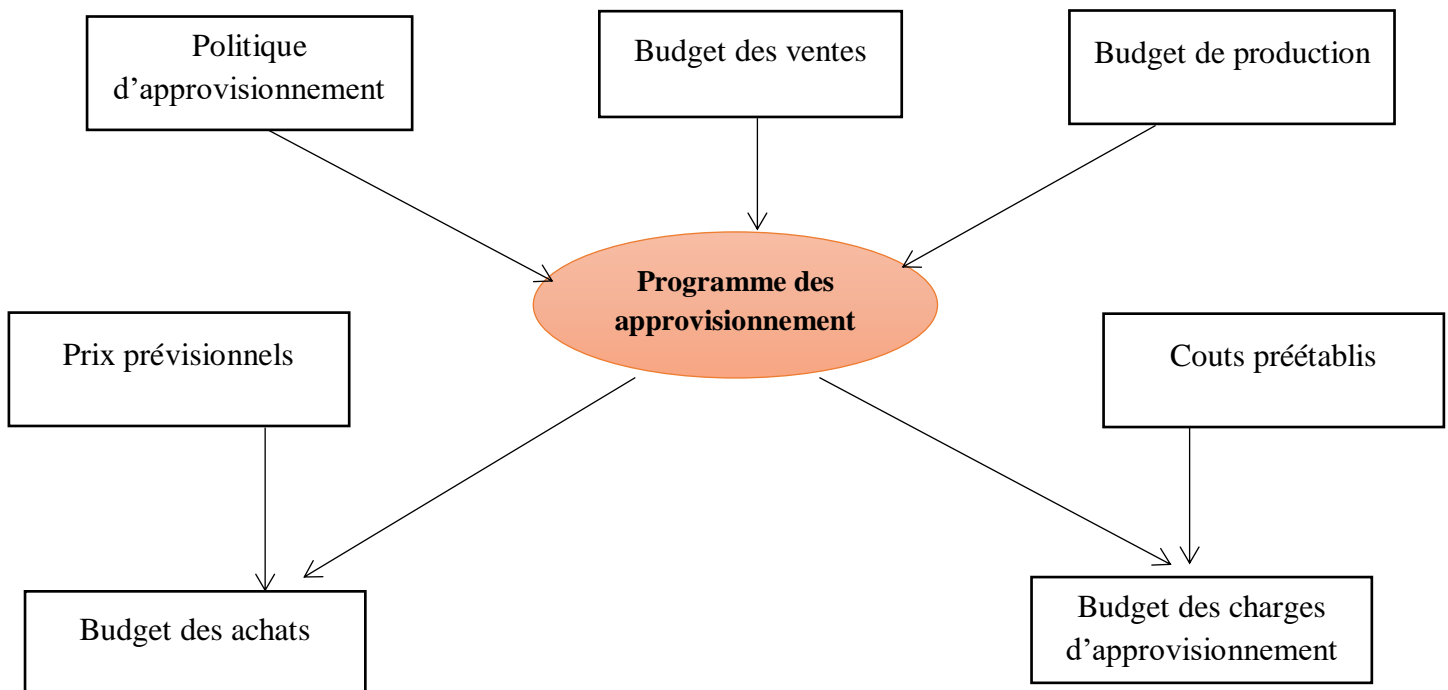 Politique
d’approvisionnement
Budget des ventes
Budget de production
Programme des
approvisionnement
Prix prévisionnels
Couts préétablis
Budget des achats
Budget des charges
d’approvisionnement